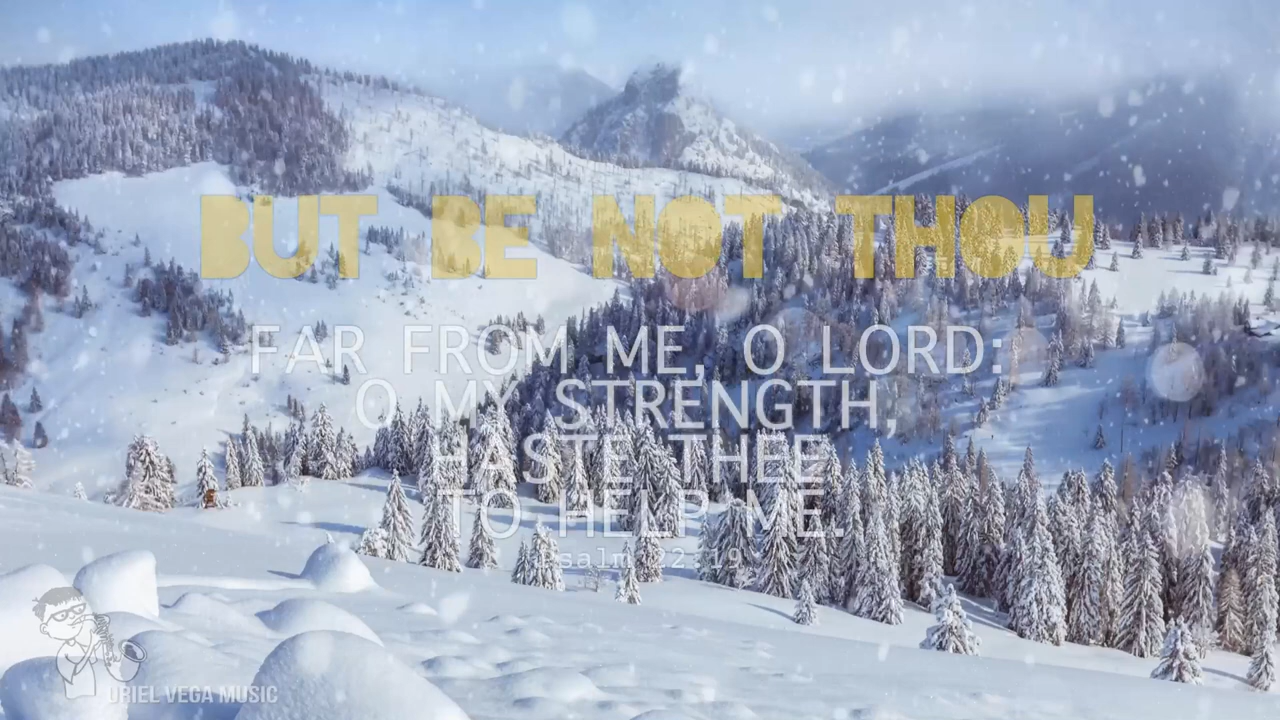 BUT BE NOT THOU
FAR FROM ME, O LORD:
O MY STRENGTH,
HASTE THEE
TO HELP ME.
Psalm 22:19
URIEL VEGA MUSIC